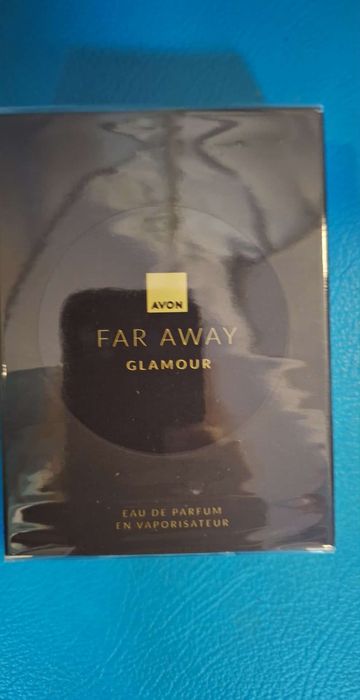 AVON
FAR AWAY
GLAMOUR
EAU DE PARFUM
EN VAPORISATEUR